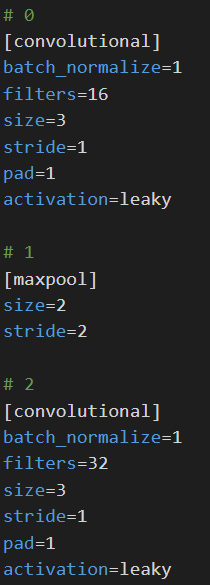 # 0
[convolutional]
batch_normalize=1
filters=16
size=3
stride=1
pad=1
activation=leaky

# 1
[maxpool]
size=2
stride=2

# 2
[convolutional]
batch_normalize=1
filters=32
size=3
stride=1
pad=1
activation=leaky